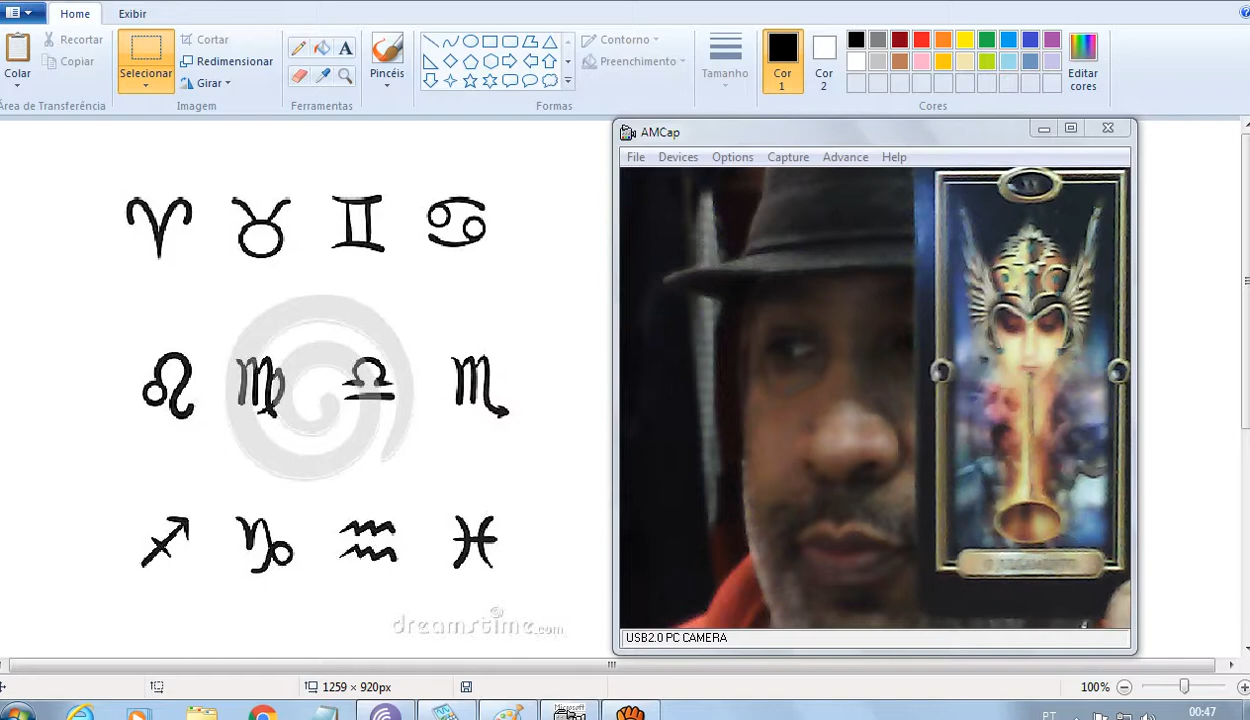 Home Exibir
Colar
Recortar
Copiar
Área de Transferência
Selecionar
Cortar
Redimensionar
Girar
Imagem
Ferramentas
Pincéis
Contorno
Preenchimento
Formas
Tamanho
Cor 1
Cor 2
Editar cores
Cores
AMCap
File Devices Options Capture Advance Help
♈ ♉ ♊ ♋
♌ ♍ ♎ ♏
♐ ♑ ♒ ♓
dreamstime.com
USB2.0 PC CAMERA
1259 × 920px
100%
Microsoft
PT
00:47